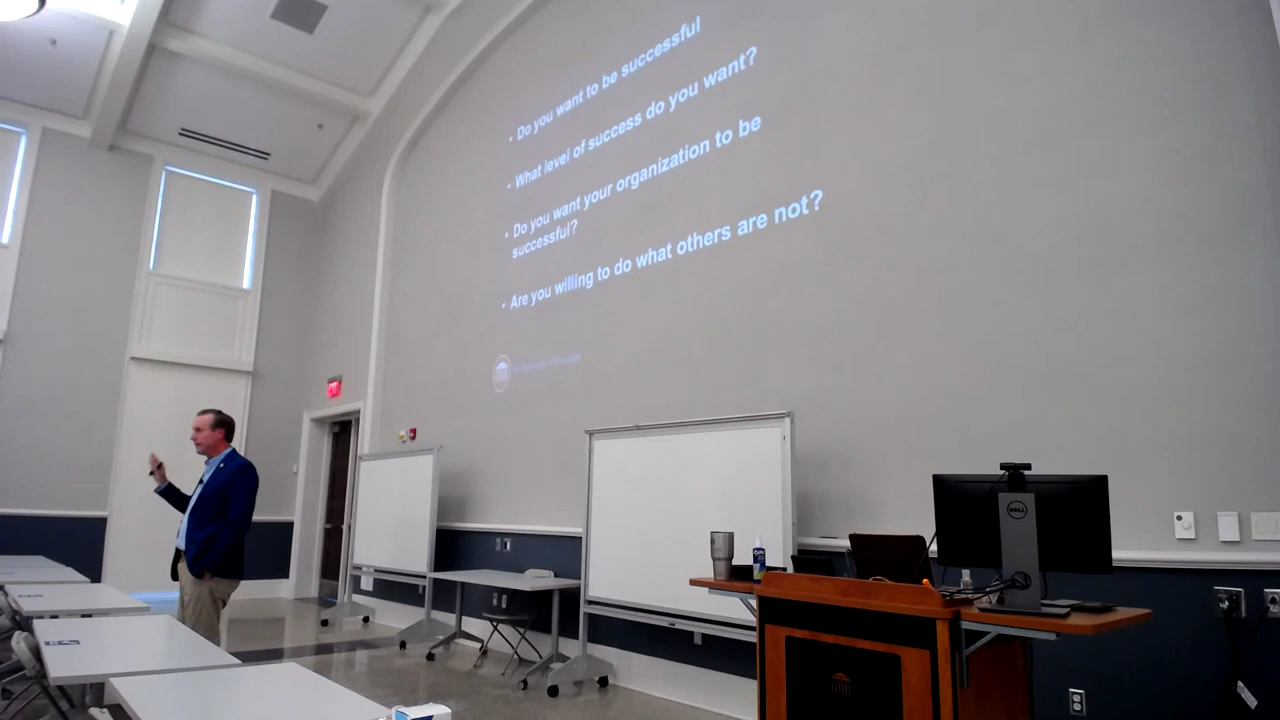 • Do you want to be successful
• What level of success do you want?
• Do you want your organization to be
successful?
• Are you willing to do what others are not?
DELL